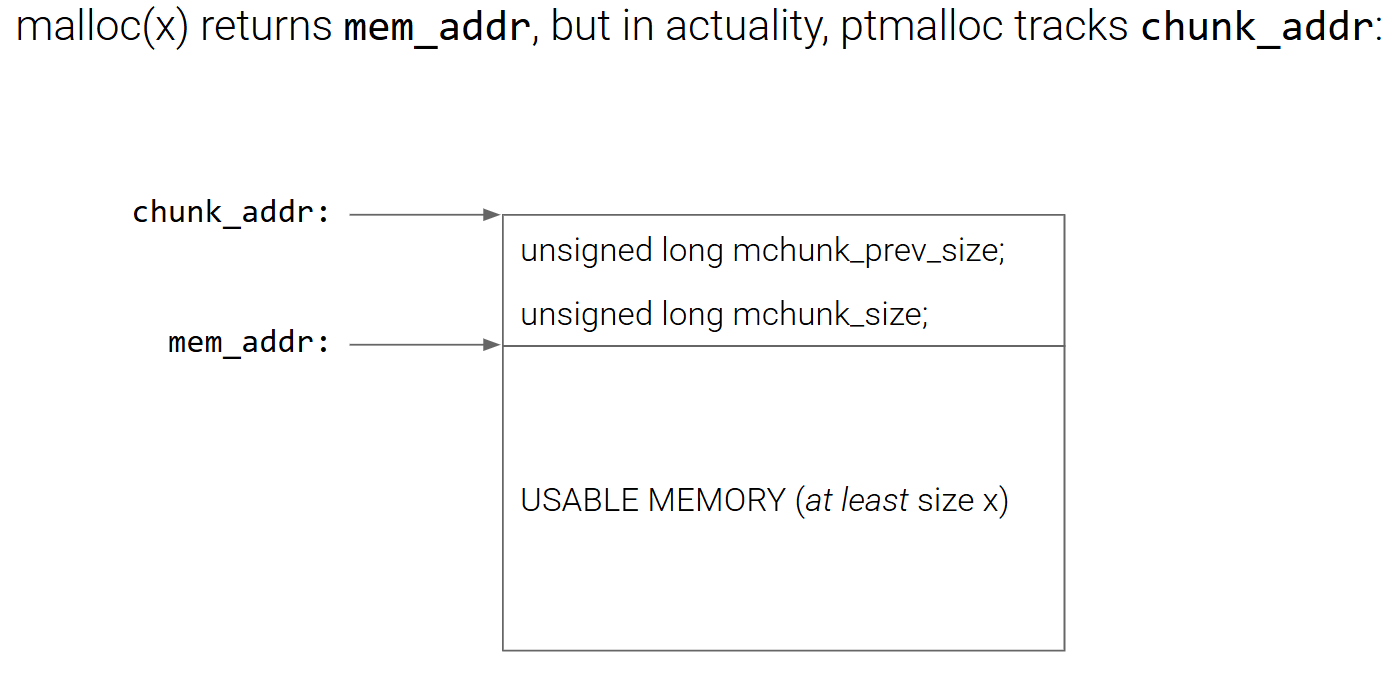 malloc(x) returns mem_addr, but in actuality, ptmalloc tracks chunk_addr:
chunk_addr:
unsigned long mchunk_prev_size;
unsigned long mchunk_size;
mem_addr:
USABLE MEMORY (at least size x)